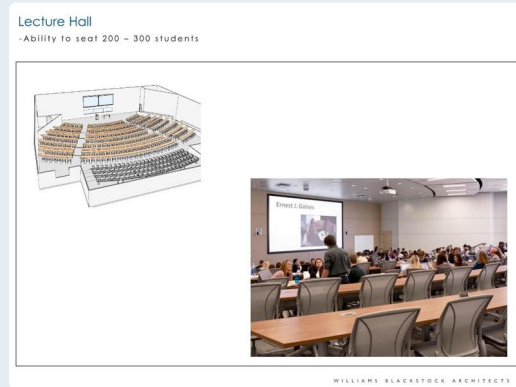 Lecture Hall
-Ability to seat 200 – 300 students
Ernest J. Gaines
WILLIAMS BLACKSTOCK ARCHITECTS